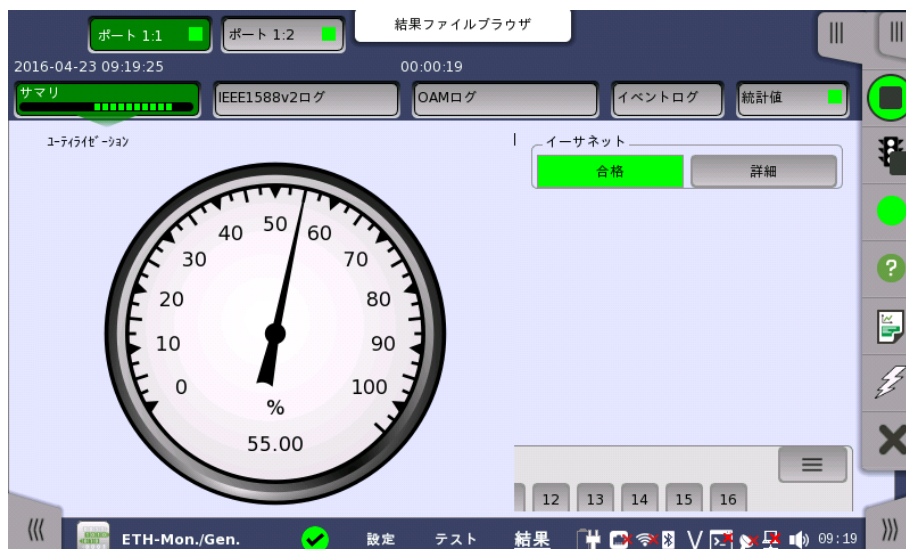 結果ファイルブラウザ
ポート 1:1
ポート 1:2
2016-04-23 09:19:25
00:00:19
サマリ
IEEE1588v2ログ
OAMログ
イベントログ
統計値
ユーティライゼーション
イーサネット
合格
詳細
0
10
20
30
40
50
60
70
80
90
100
%
55.00
12
13
14
15
16
ETH-Mon./Gen.
設定
テスト
結果
09:19